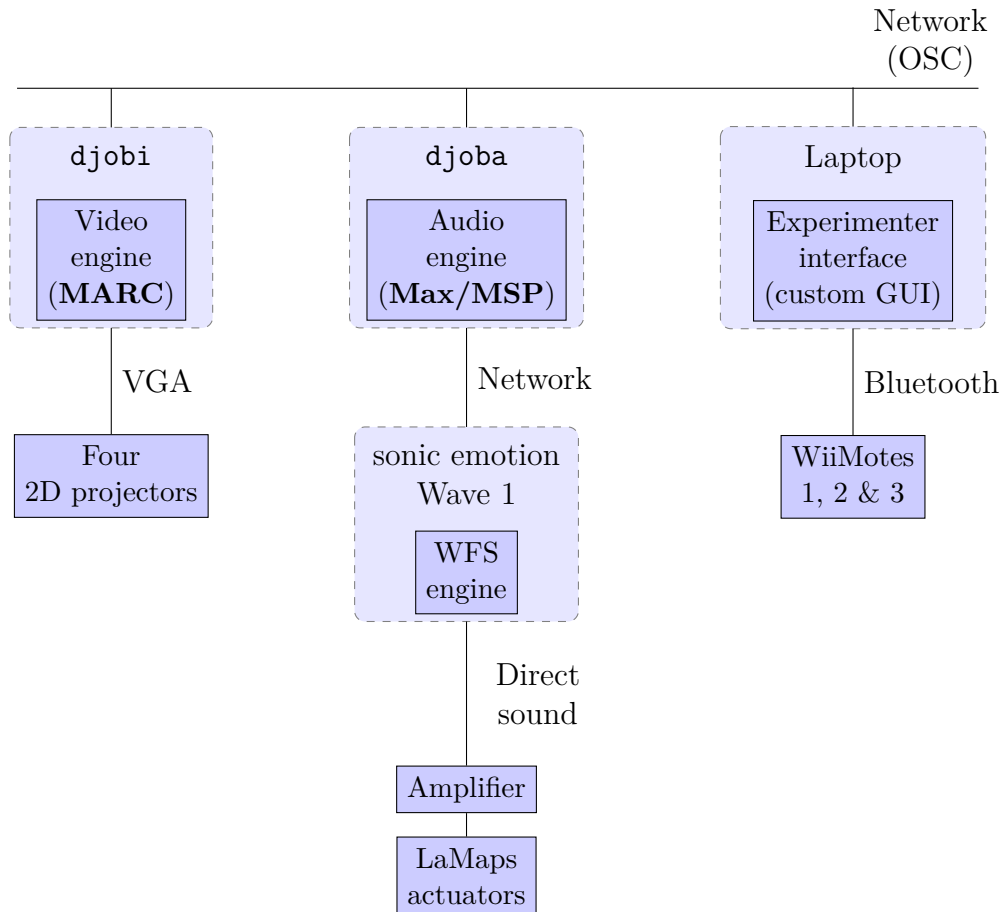 Network
(OSC)
djobi
Video
engine
(MARC)
VGA
Four
2D projectors
djoba
Audio
engine
(Max/MSP)
Network
sonic emotion
Wave 1
WFS
engine
Direct
sound
Amplifier
LaMaps
actuators
Laptop
Experimenter
interface
(custom GUI)
Bluetooth
WiiMotes
1, 2 & 3